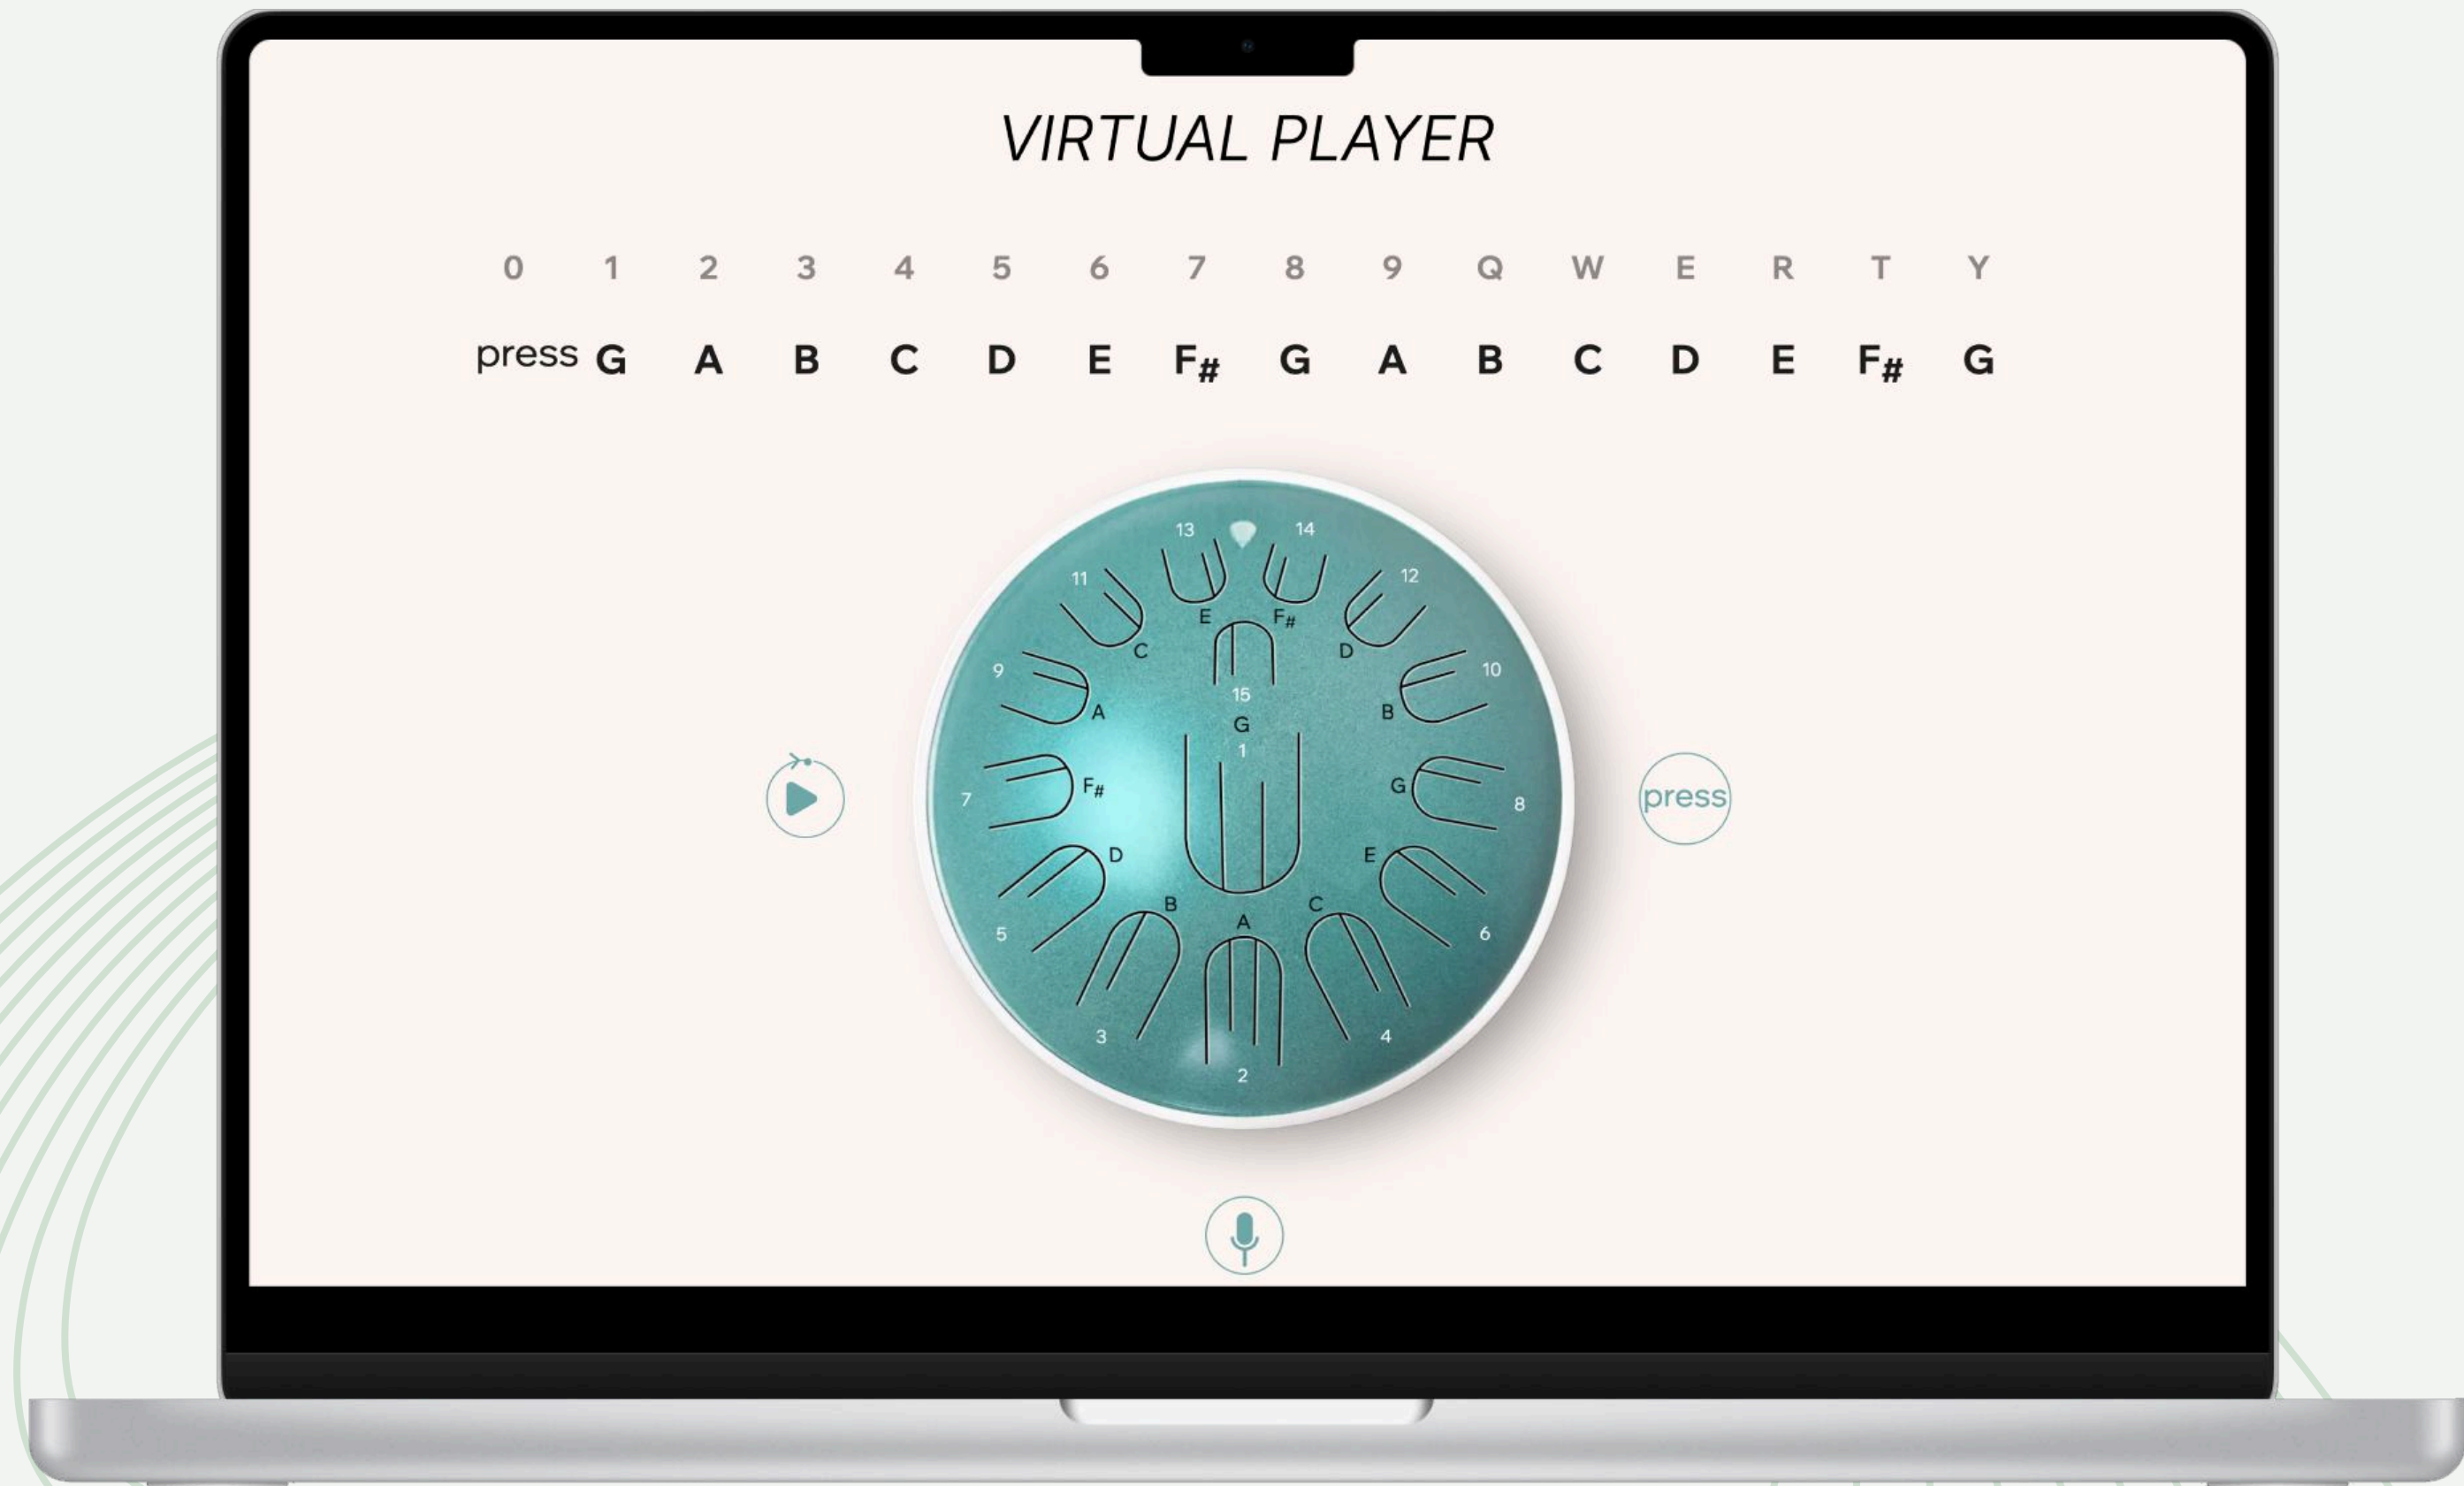 VIRTUAL PLAYER
0 1 2 3 4 5 6 7 8 9 Q W E R T Y
press G A B C D E F# G A B C D E F# G
13 14
11 12
E F#
C D
9 10
15
A B
G
1
F# G
7 8
press
D E
B C
A
5 6
3 4
2